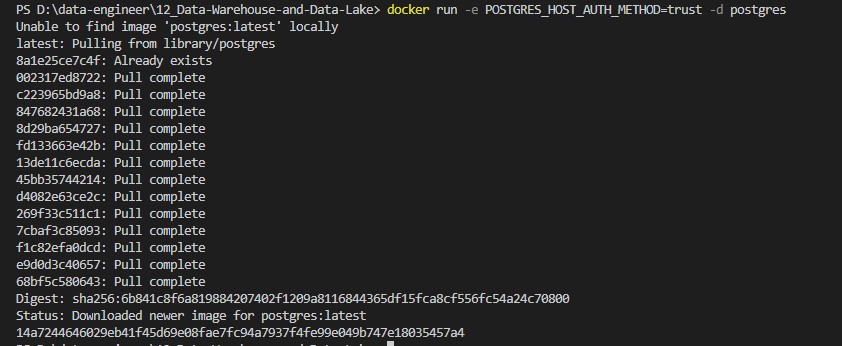 PS D:\data-engineer\12_Data-Warehouse-and-Data-Lake> docker run -e POSTGRES_HOST_AUTH_METHOD=trust -d postgres
Unable to find image 'postgres:latest' locally
latest: Pulling from library/postgres
8a1e25ce7c4f: Already exists
002317ed8722: Pull complete
c223965bd9a8: Pull complete
847682431a68: Pull complete
8d29ba654727: Pull complete
fd133663e42b: Pull complete
13de11c6ecda: Pull complete
45bb35744214: Pull complete
d4082e63ce2c: Pull complete
269f33c511c1: Pull complete
7cbaf3c85093: Pull complete
f1c82efa0dcd: Pull complete
e9d0d3c40657: Pull complete
68bf5c580643: Pull complete
Digest: sha256:6b841c8f6a819884207402f1209a8116844365df15fca8cf556fc54a24c70800
Status: Downloaded newer image for postgres:latest
14a7244646029eb41f45d69e08fae7fc94a7937f4fe99e049b747e18035457a4